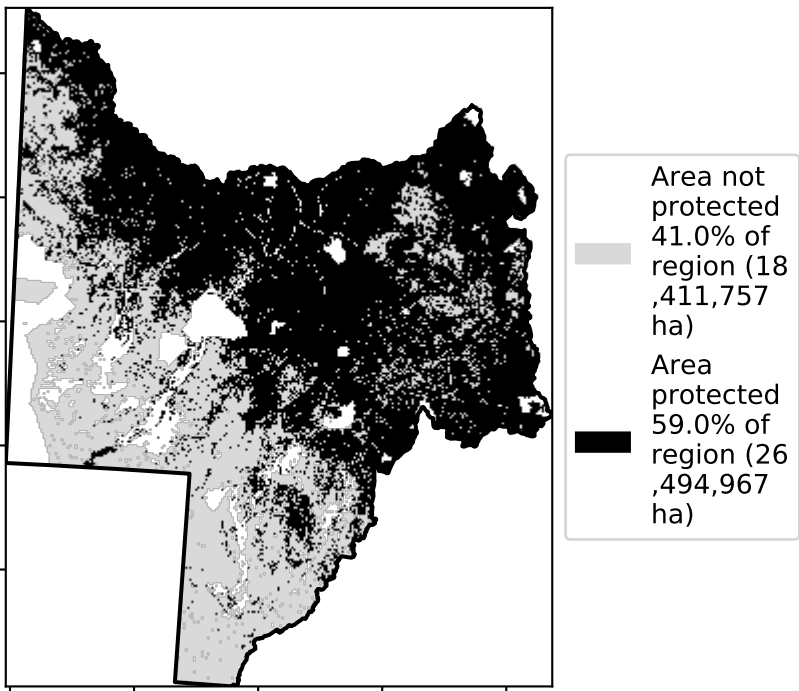 Area not
protected
41.0% of
region (18
,411,757
ha)
Area
protected
59.0% of
region (26
,494,967
ha)